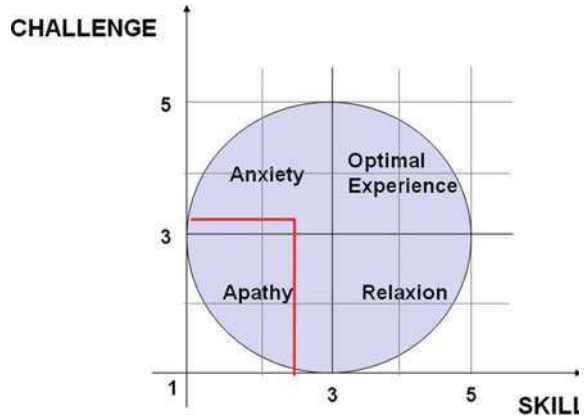 CHALLENGE
5
Anxiety
Optimal
Experience
3
Apathy
Relaxion
1
3
5
SKILL